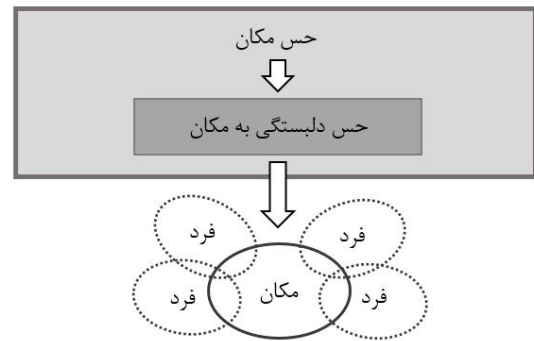 حس مکان
حس دلبستگی به مکان
فرد
فرد
مکان
فرد
فرد